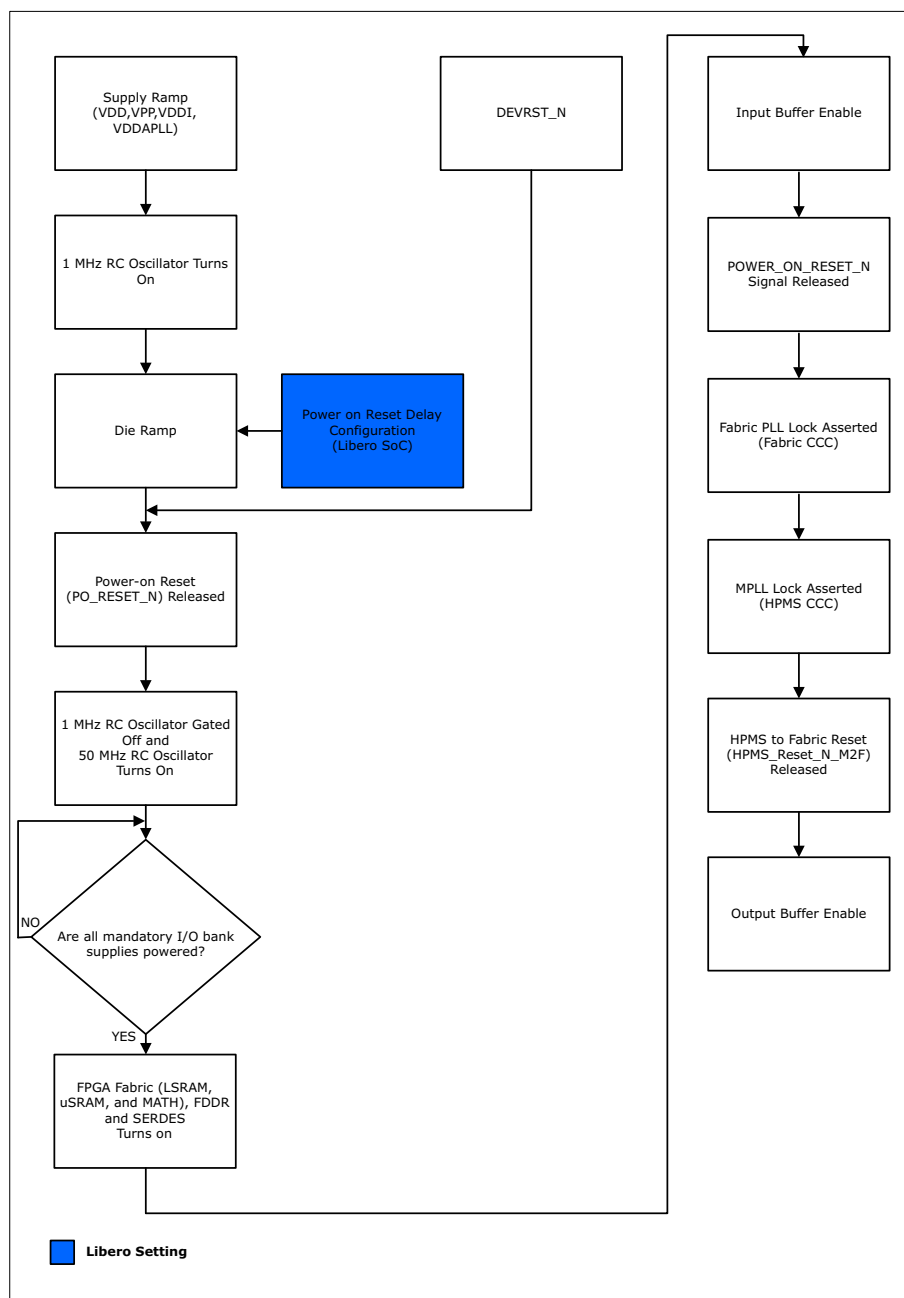 Supply Ramp
(VDD,VPP,VDDI,
VDDAPLL)
1 MHz RC Oscillator Turns
On
Die Ramp
Power on Reset Delay
Configuration
(Libero SoC)
DEVRST_N
Power-on Reset
(PO_RESET_N) Released
1 MHz RC Oscillator Gated
Off and
50 MHz RC Oscillator
Turns On
NO
Are all mandatory I/O bank
supplies powered?
YES
FPGA Fabric (LSRAM,
uSRAM, and MATH), FDDR
and SERDES
Turns on
Input Buffer Enable
POWER_ON_RESET_N
Signal Released
Fabric PLL Lock Asserted
(Fabric CCC)
MPLL Lock Asserted
(HPMS CCC)
HPMS to Fabric Reset
(HPMS_Reset_N_M2F)
Released
Output Buffer Enable
Libero Setting